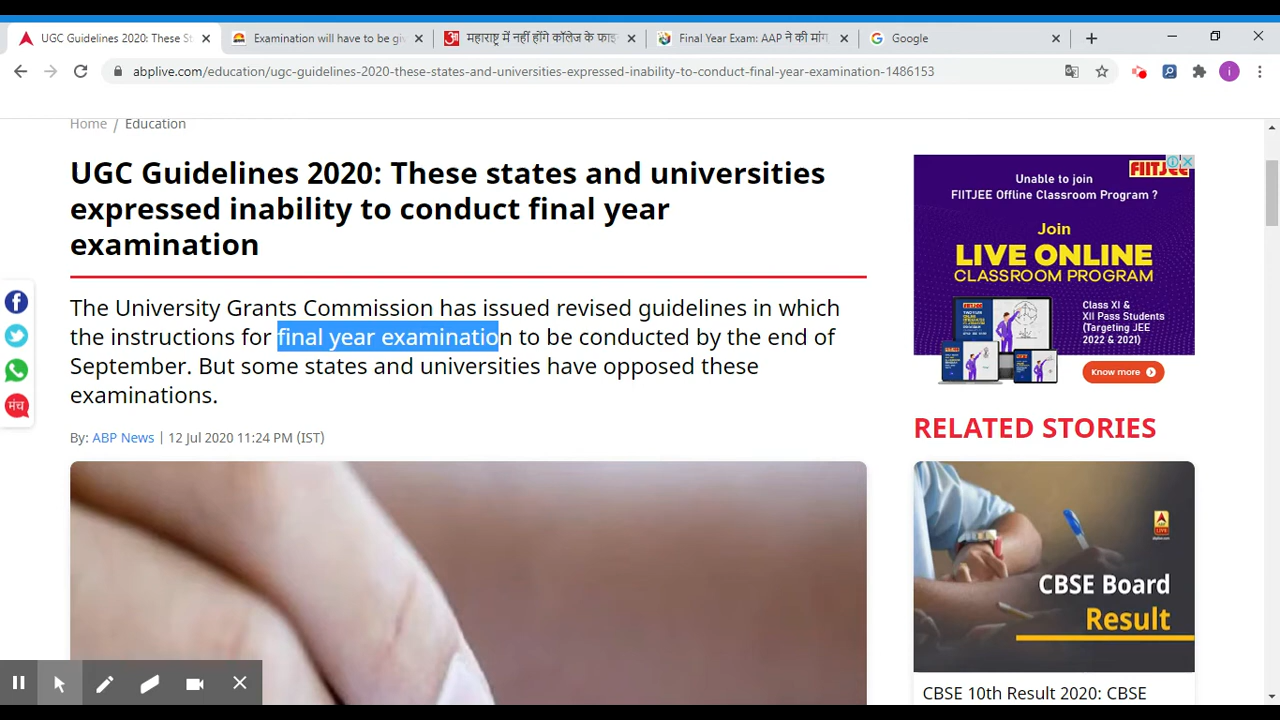 UGC Guidelines 2020: These St
Examination will have to be giv
महाराष्ट्र में नहीं होंगे कॉलेज के फाइन
Final Year Exam: AAP ने की मांग,
Google
abplive.com/education/ugc-guidelines-2020-these-states-and-universities-expressed-inability-to-conduct-final-year-examination-1486153
i
Home / Education
UGC Guidelines 2020: These states and universities
expressed inability to conduct final year
examination
The University Grants Commission has issued revised guidelines in which
the instructions for final year examination to be conducted by the end of
September. But some states and universities have opposed these
examinations.
By: ABP News | 12 Jul 2020 11:24 PM (IST)
मंच
FIITJEE
Unable to join
FIITJEE Offline Classroom Program ?
Join
LIVE ONLINE
CLASSROOM PROGRAM
Class XI &
XII Pass Students
(Targeting JEE
2022 & 2021)
Know more
RELATED STORIES
CBSE Board
Result
CBSE 10th Result 2020: CBSE